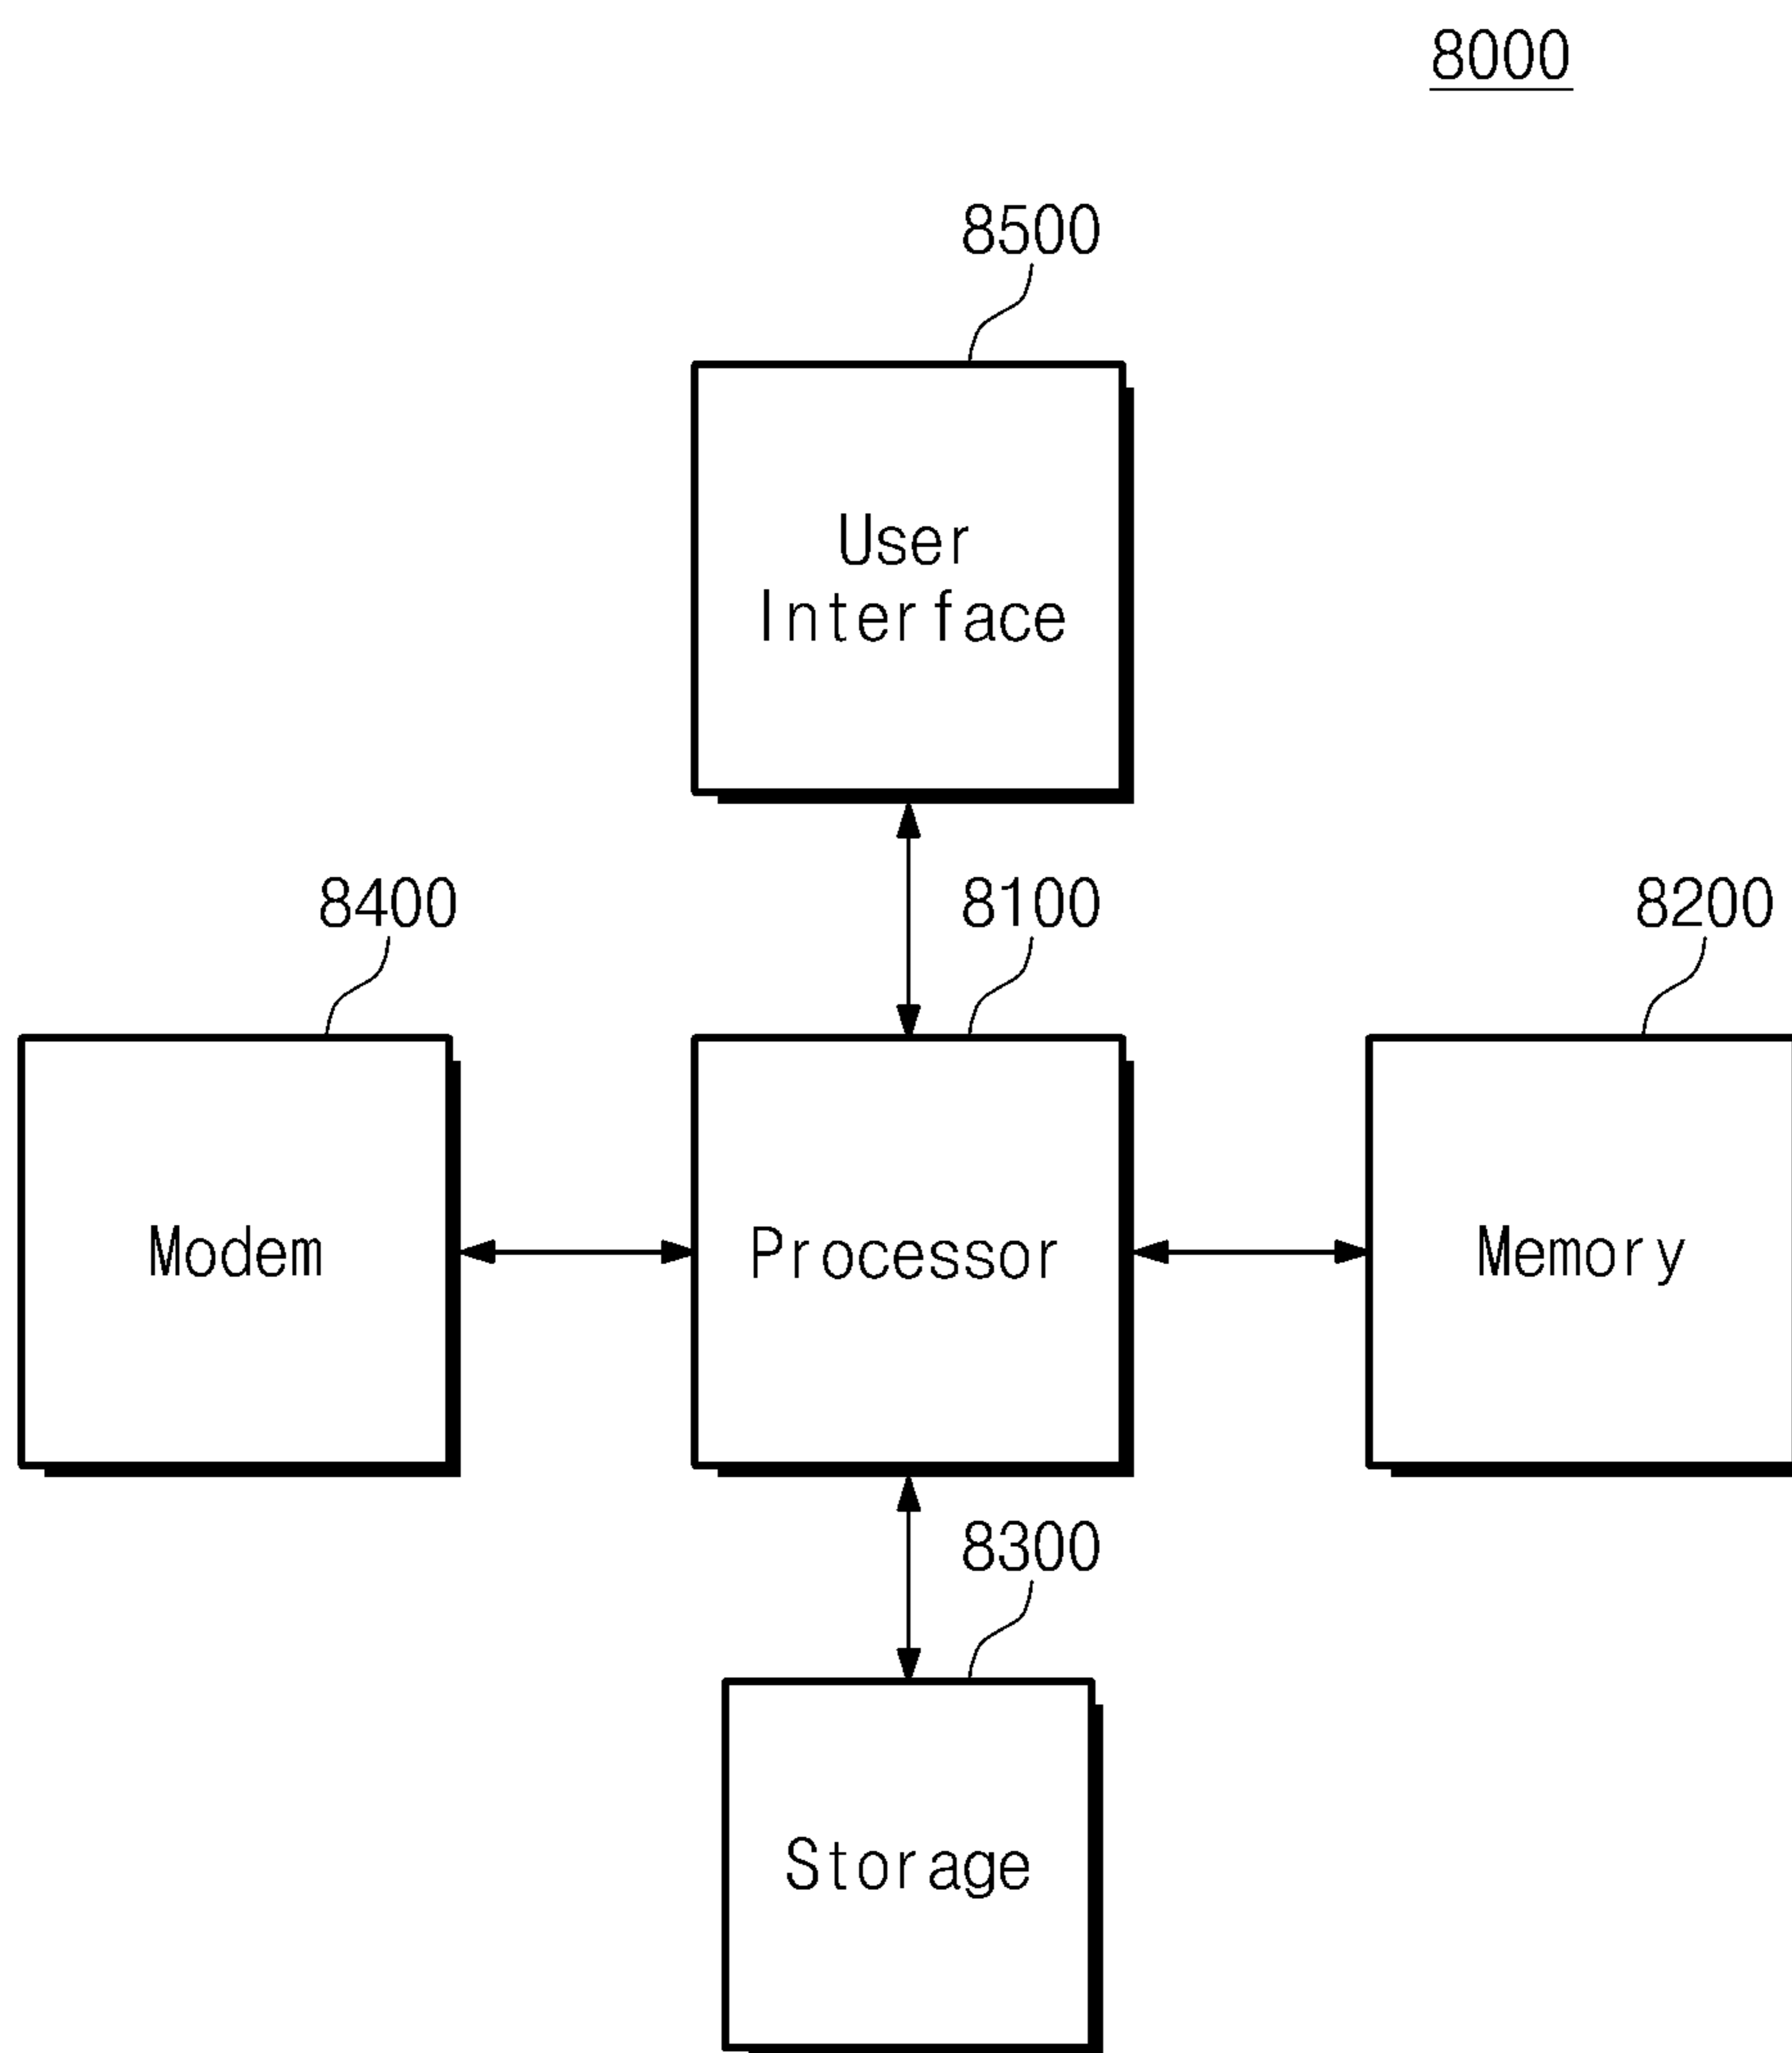 8000
8500
User
Interface
8400
8100
8200
Modem
Processor
Memory
8300
Storage